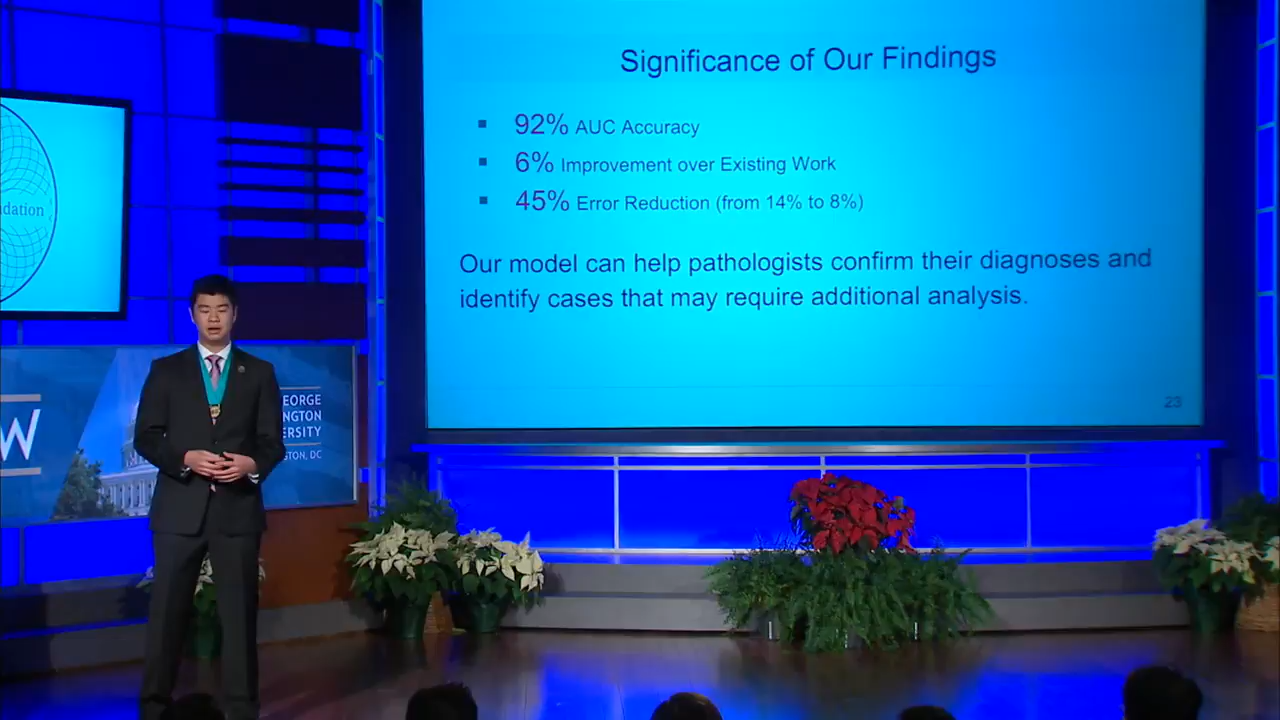 Significance of Our Findings
92% AUC Accuracy
6% Improvement over Existing Work
45% Error Reduction (from 14% to 8%)
Our model can help pathologists confirm their diagnoses and
identify cases that may require additional analysis.
23
dation
W
EORGE
NGTON
ERSITY
STON, DC